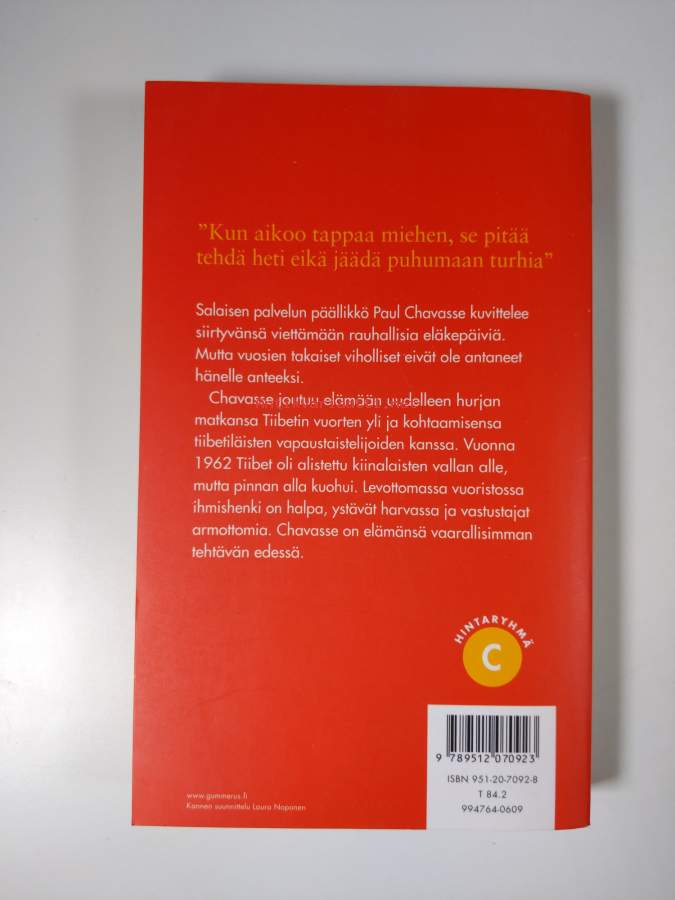 ”Kun aikoo tappaa miehen, se pitää
tehdä heti eikä jäädä puhumaan turhia”
Salaisen palvelun päällikkö Paul Chavasse kuvittelee
siirtyvänsä viettämään rauhallisia eläkepäiviä.
Mutta vuosien takaiset viholliset eivät ole antaneet
hänelle anteeksi.
Chavasse joutuu elämään uudelleen hurjan
matkansa Tiibetin vuorten yli ja kohtaamisensa
tiibetiläisten vapaustaistelijoiden kanssa. Vuonna
1962 Tiibet oli alistettu kiinalaisten vallan alle,
mutta pinnan alla kuohui. Levottomassa vuoristossa
ihmishenki on halpa, ystävät harvassa ja vastustajat
armottomia. Chavasse on elämänsä vaarallisimman
tehtävän edessä.
HINTARYHMÄ
C
9 789512 070923
ISBN 951-20-7092-8
T 84.2
994764-0609
www.gummerus.fi
Kannen suunnittelu Laura Noponen